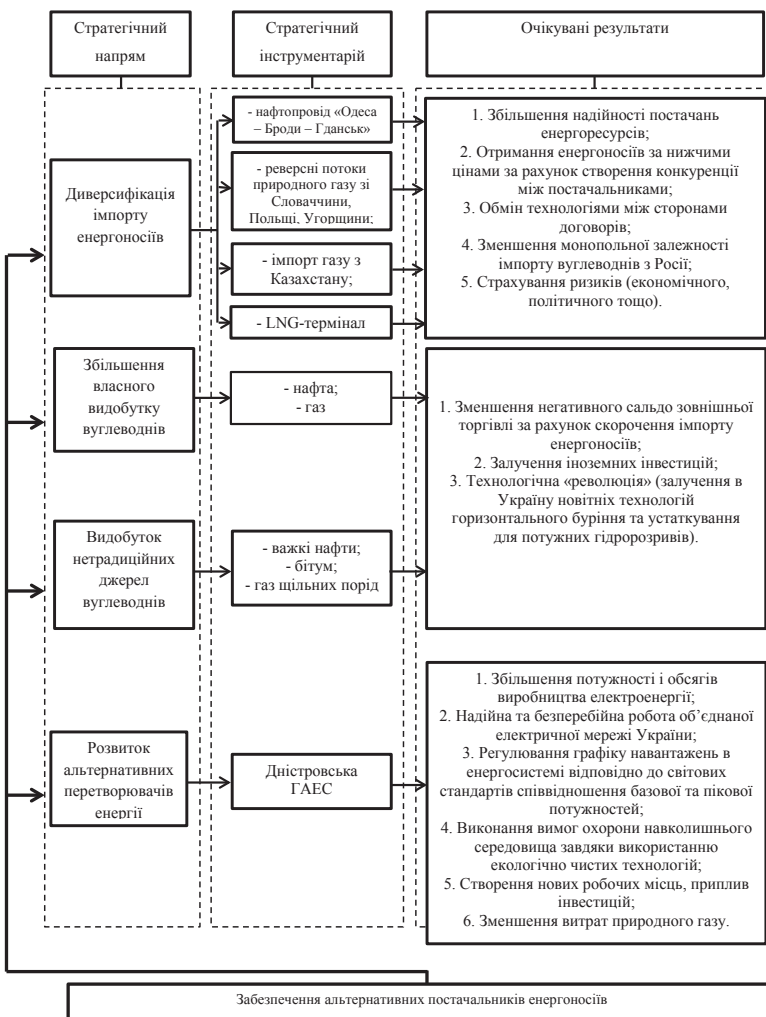 Стратегічний
напрям
Стратегічний
інструментарій
Очікувані результати
Диверсифікація
імпорту
енергоносіїв
- нафтопровід «Одеса
– Броди – Гданськ»
- реверсні потоки
природного газу зі
Словаччини,
Польщі, Угорщини;
- імпорт газу з
Казахстану;
- LNG-термінал
1. Збільшення надійності постачань
енергоресурсів;
2. Отримання енергоносіїв за нижчими
цінами за рахунок створення конкуренції
між постачальниками;
3. Обмін технологіями між сторонами
договорів;
4. Зменшення монопольної залежності
імпорту вуглеводнів з Росії;
5. Страхування ризиків (економічного,
політичного тощо).
Збільшення
власного
видобутку
вуглеводнів
- нафта;
- газ
1. Зменшення негативного сальдо зовнішньої
торгівлі за рахунок скорочення імпорту
енергоносіїв;
2. Залучення іноземних інвестицій;
3. Технологічна «революція» (залучення в
Україну новітніх технологій
горизонтального буріння та устаткування
для потужних гідророзривів).
Видобуток
нетрадиційних
джерел
вуглеводнів
- важкі нафти;
- бітум;
- газ щільних порід
Розвиток
альтернативних
перетворювачів
енергії
Дністровська
ГАЕС
1. Збільшення потужності і обсягів
виробництва електроенергії;
2. Надійна та безперебійна робота об’єднаної
електричної мережі України;
3. Регулювання графіку навантажень в
енергосистемі відповідно до світових
стандартів співвідношення базової та пікової
потужностей;
4. Виконання вимог охорони навколишнього
середовища завдяки використанню
екологічно чистих технологій;
5. Створення нових робочих місць, приплив
інвестицій;
6. Зменшення витрат природного газу.
Забезпечення альтернативних постачальників енергоносіїв